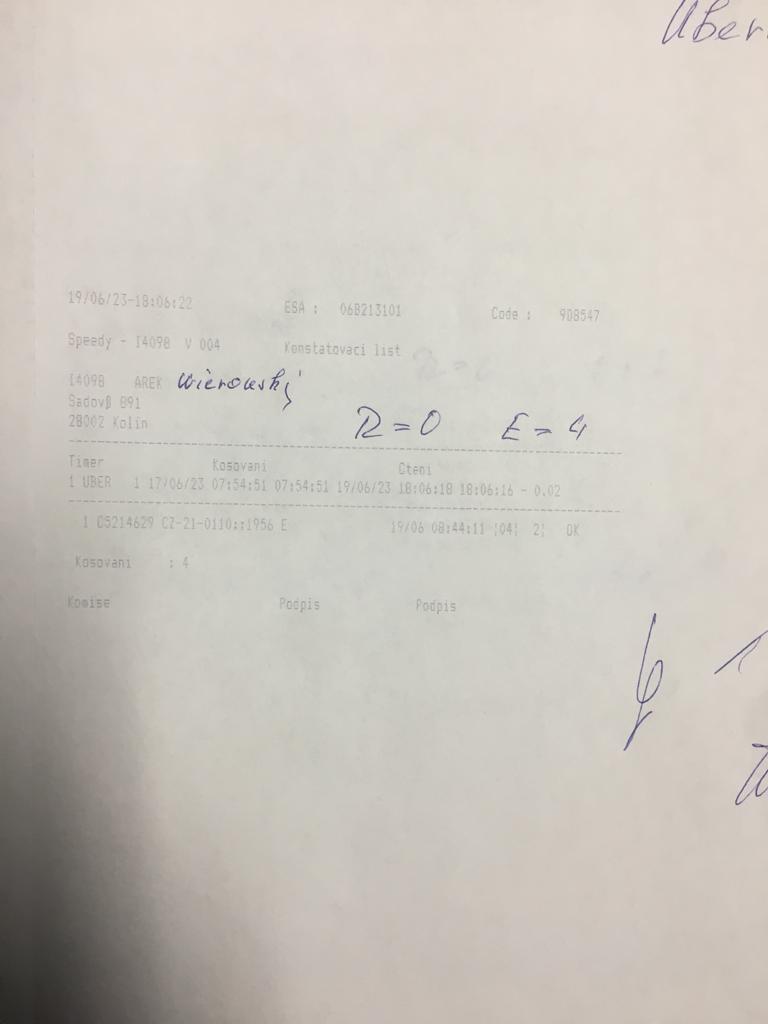 Uber
19/06/23-18:06:22 ESA : 06B213101 Code : 908547
Speedy - I4098 V 004 Konstatovaci list
I4098 AREK Wierowský
Sadovß 891
28002 Kolin
R=0 E=4
Timer Kosovani Cteni
1 UBER 1 17/06/23 07:54:51 07:54:51 19/06/23 18:06:18 18:06:16 - 0.02
1 C5214629 CZ-21-0110::1956 E 19/06 08:44:11 ¦04¦ 2¦ OK
Kosovani : 4
Komise Podpis Podpis